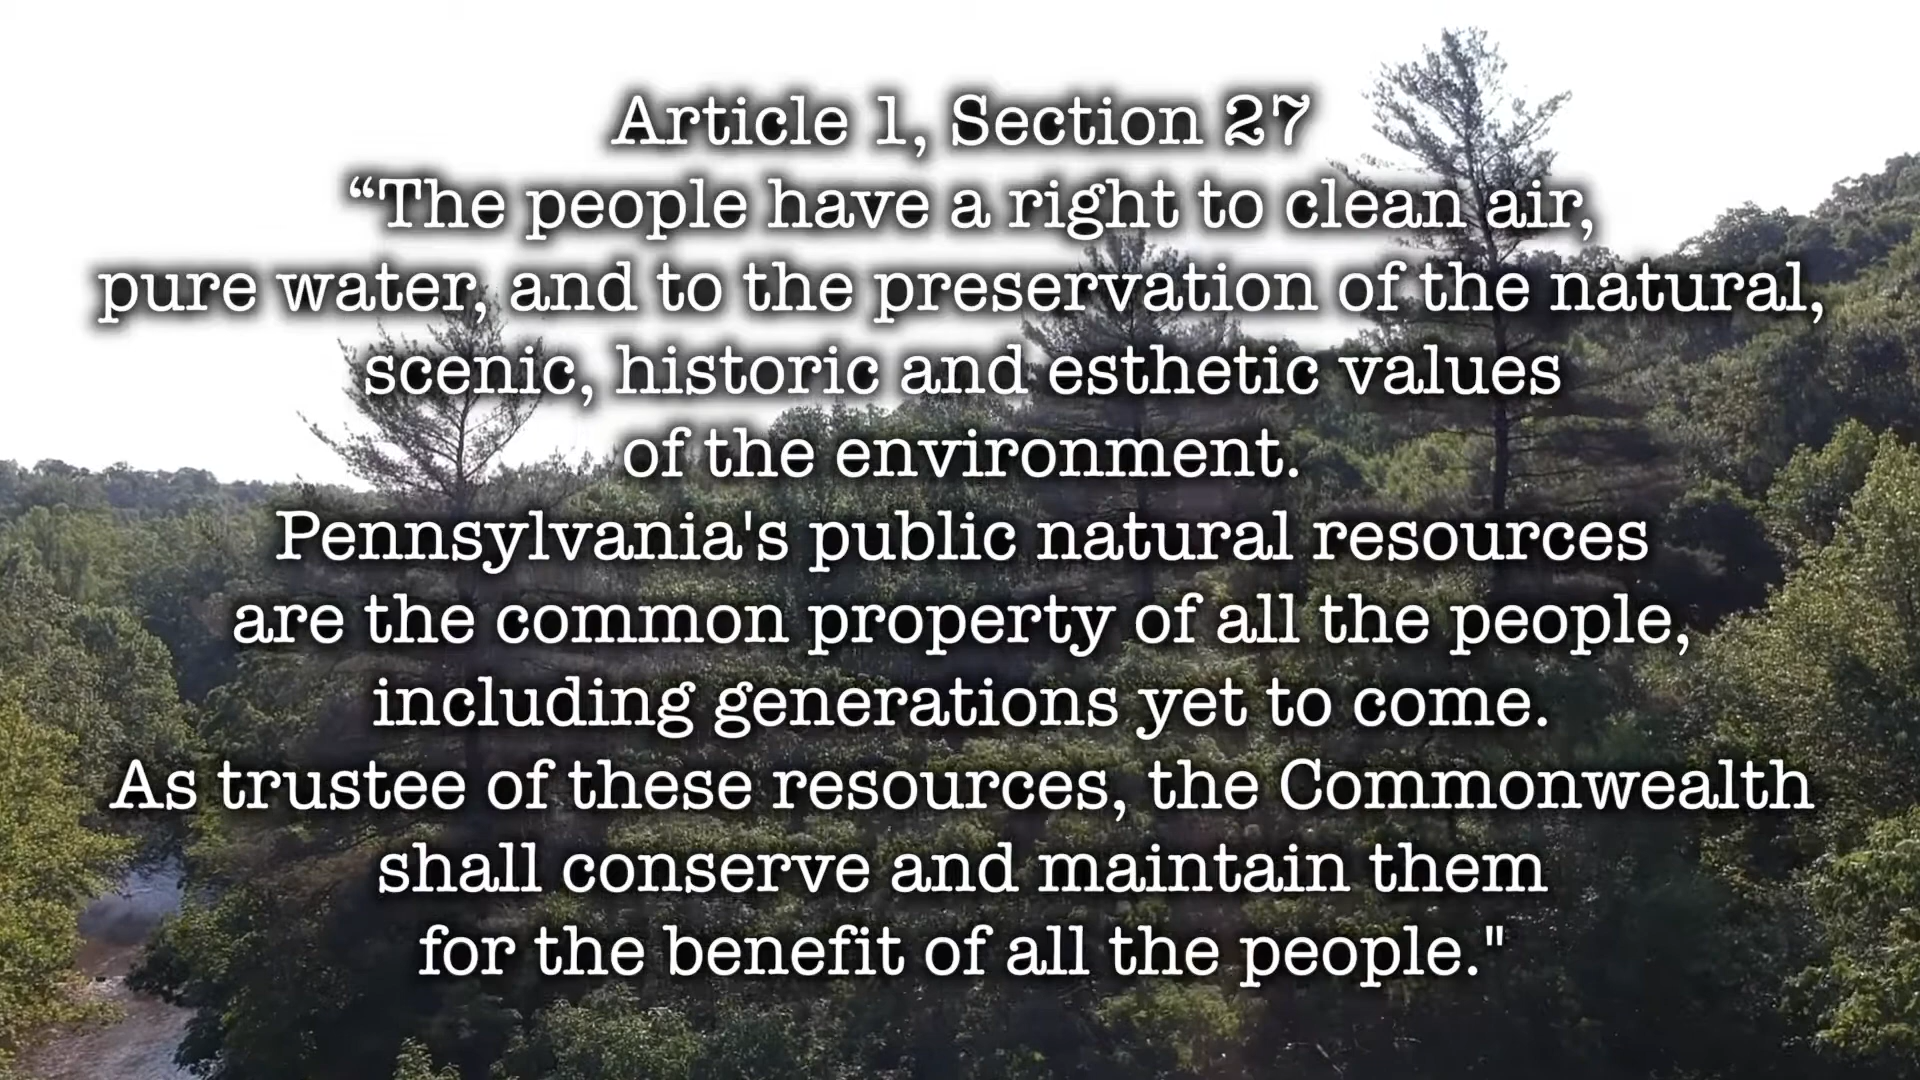 Article 1, Section 27
“The people have a right to clean air,
pure water, and to the preservation of the natural,
scenic, historic and esthetic values
of the environment.
Pennsylvania's public natural resources
are the common property of all the people,
including generations yet to come.
As trustee of these resources, the Commonwealth
shall conserve and maintain them
for the benefit of all the people."